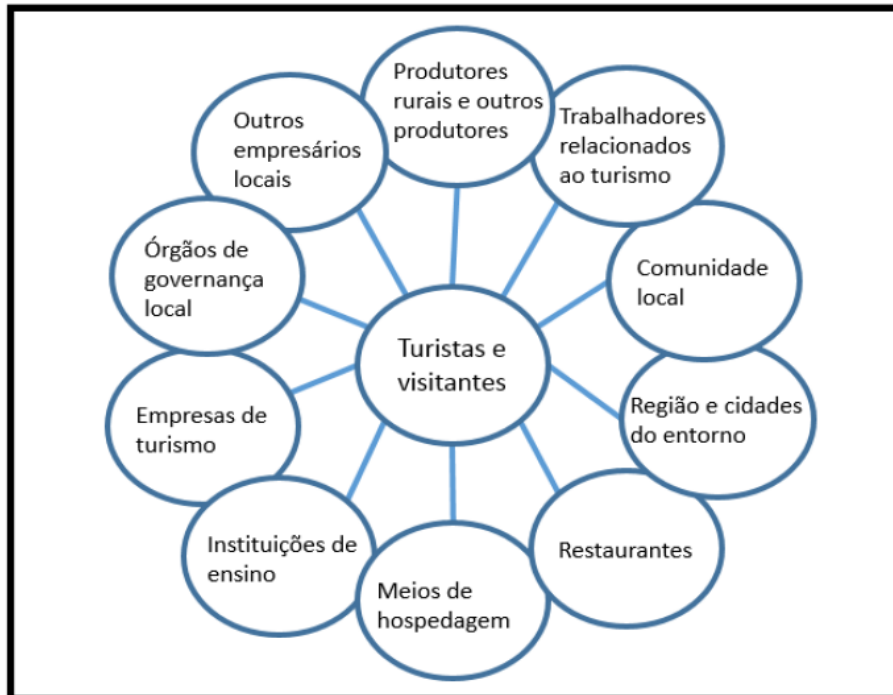 Produtores
rurais e outros
produtores
Trabalhadores
relacionados
ao turismo
Comunidade
local
Região e cidades
do entorno
Restaurantes
Meios de
hospedagem
Instituições de
ensino
Empresas de
turismo
Órgãos de
governança
local
Outros
empresários
locais
Turistas e
visitantes